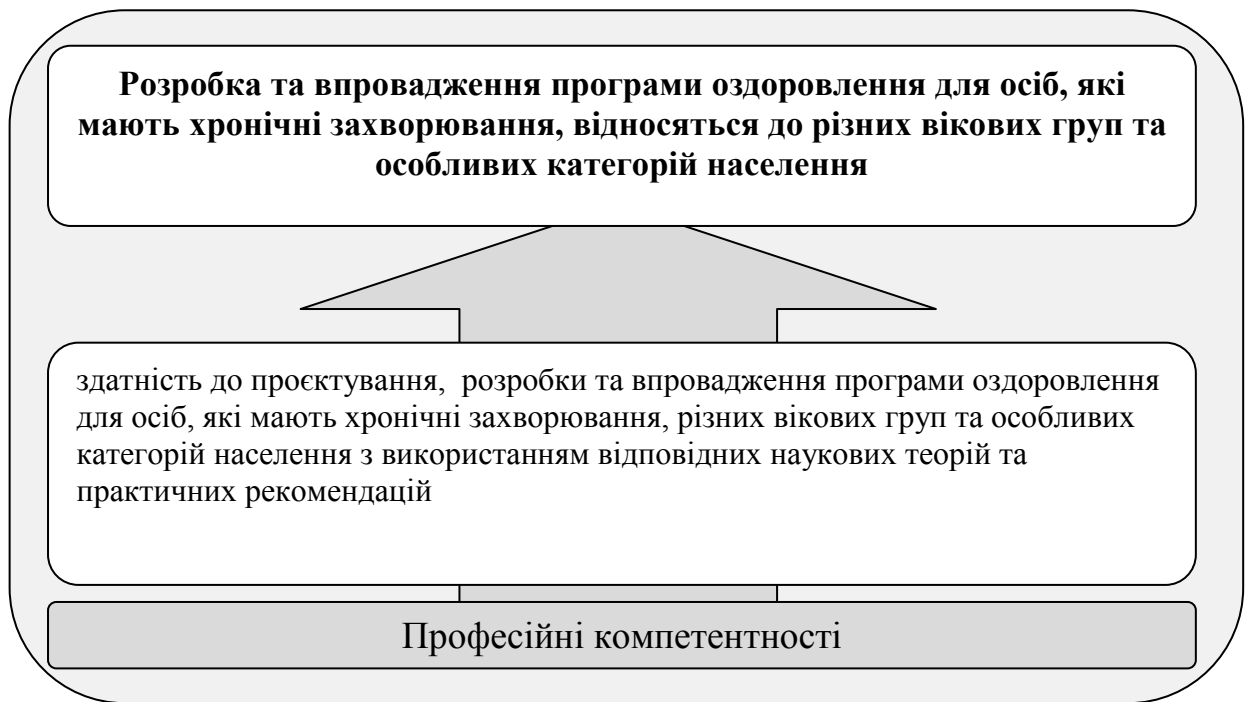 Розробка та впровадження програми оздоровлення для осіб, які
мають хронічні захворювання, відносяться до різних вікових груп та
особливих категорій населення
здатність до проєктування, розробки та впровадження програми оздоровлення
для осіб, які мають хронічні захворювання, різних вікових груп та особливих
категорій населення з використанням відповідних наукових теорій та
практичних рекомендацій
Професійні компетентності